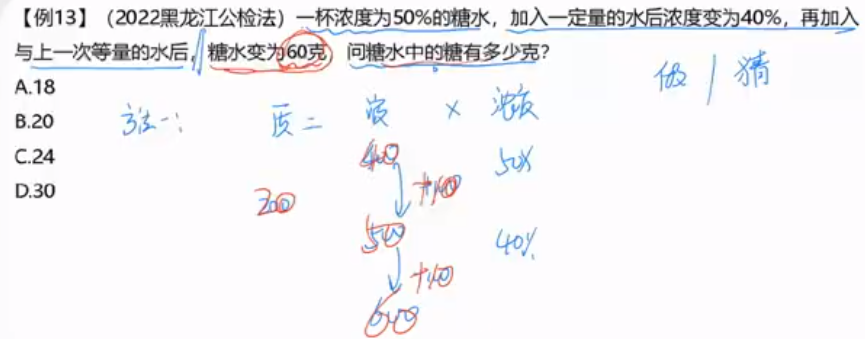 【例13】（2022黑龙江公检法）一杯浓度为50%的糖水，加入一定量的水后浓度变为40%，再加入
与上一次等量的水后，糖水变为60克，问糖水中的糖有多少克？
做 / 猜
A.18
B.20
方法一： 质 = 液 × 浓度
C.24
400 50%
+100
D.30
200
500 40%
+100
600